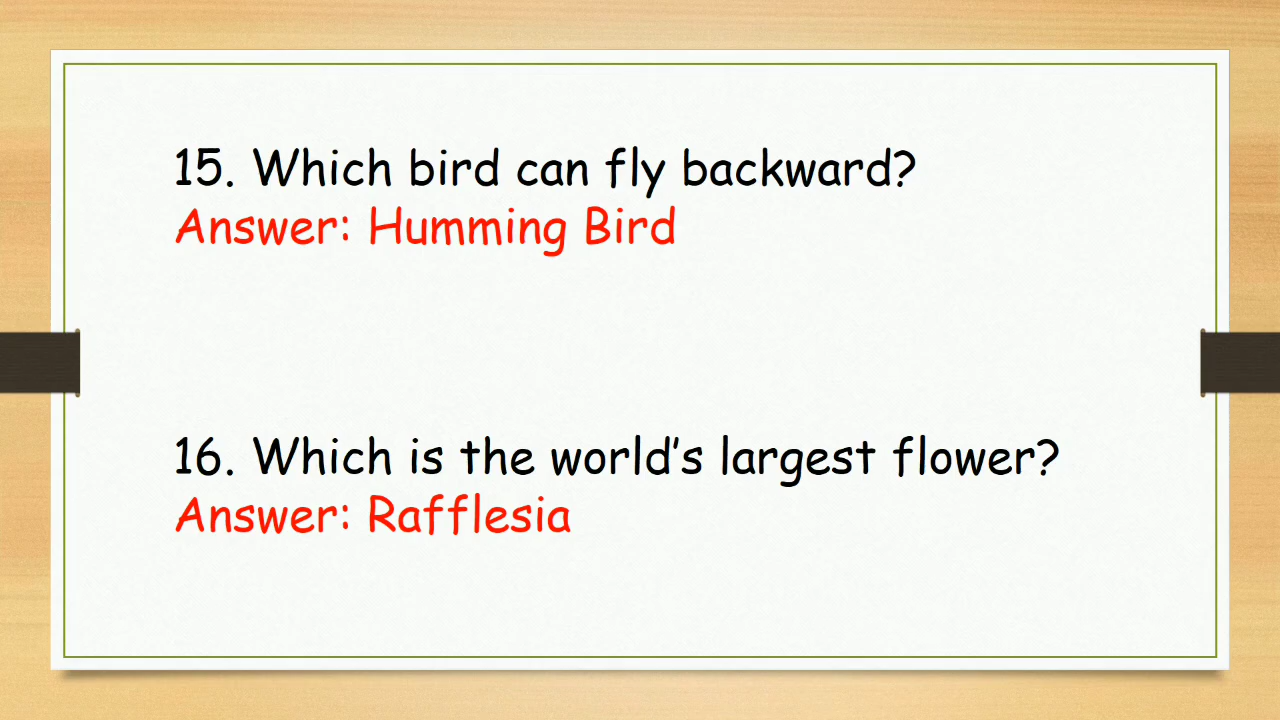 15. Which bird can fly backward?
Answer: Humming Bird
16. Which is the world’s largest flower?
Answer: Rafflesia